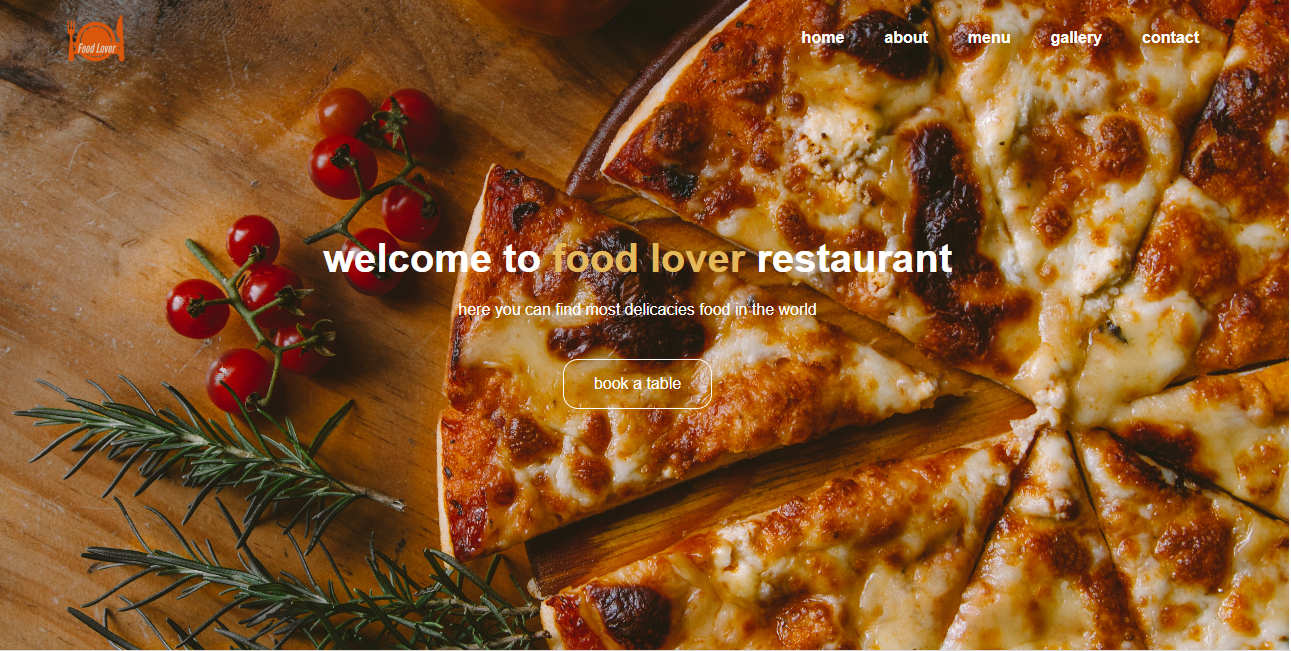 Food Lover
home about menu gallery contact
welcome to food lover restaurant
here you can find most delicacies food in the world
book a table